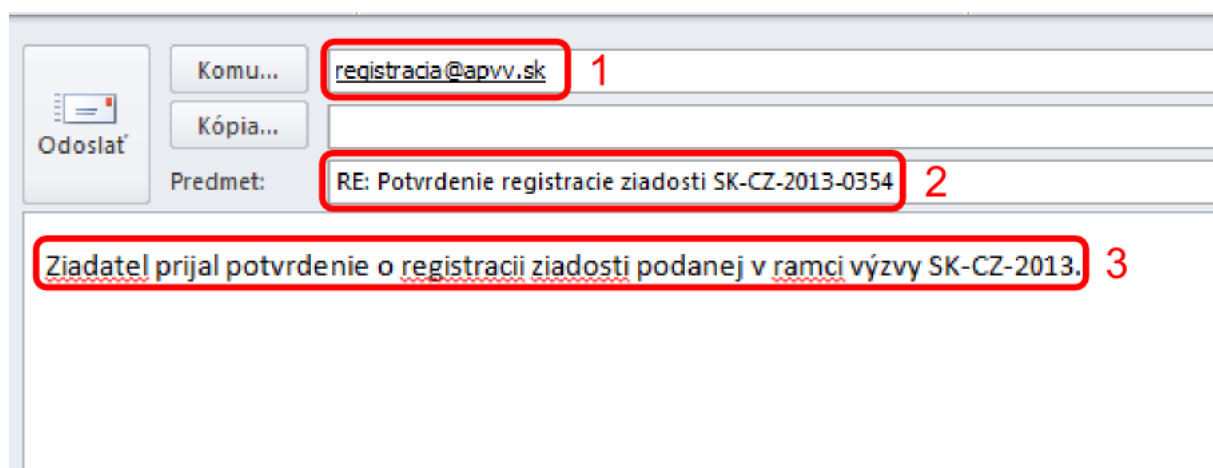 Komu...
registracia@apvv.sk 1
Kópia...
Odoslať
Predmet:
RE: Potvrdenie registracie ziadosti SK-CZ-2013-0354 2
Ziadatel prijal potvrdenie o registracii ziadosti podanej v ramci výzvy SK-CZ-2013. 3